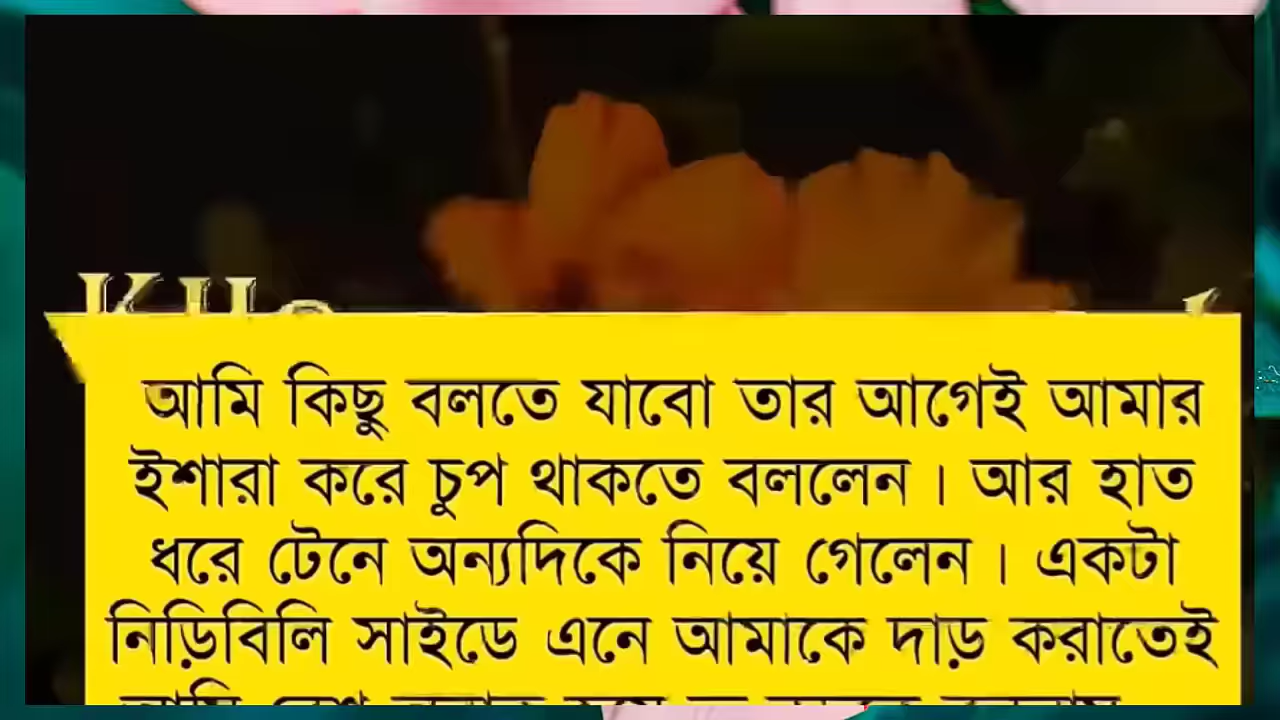 আমি কিছু বলতে যাবো তার আগেই আমার
ইশারা করে চুপ থাকতে বললেন। আর হাত
ধরে টেনে অন্যদিকে নিয়ে গেলেন। একটা
নিড়িবিলি সাইডে এনে আমাকে দাড় করাতেই